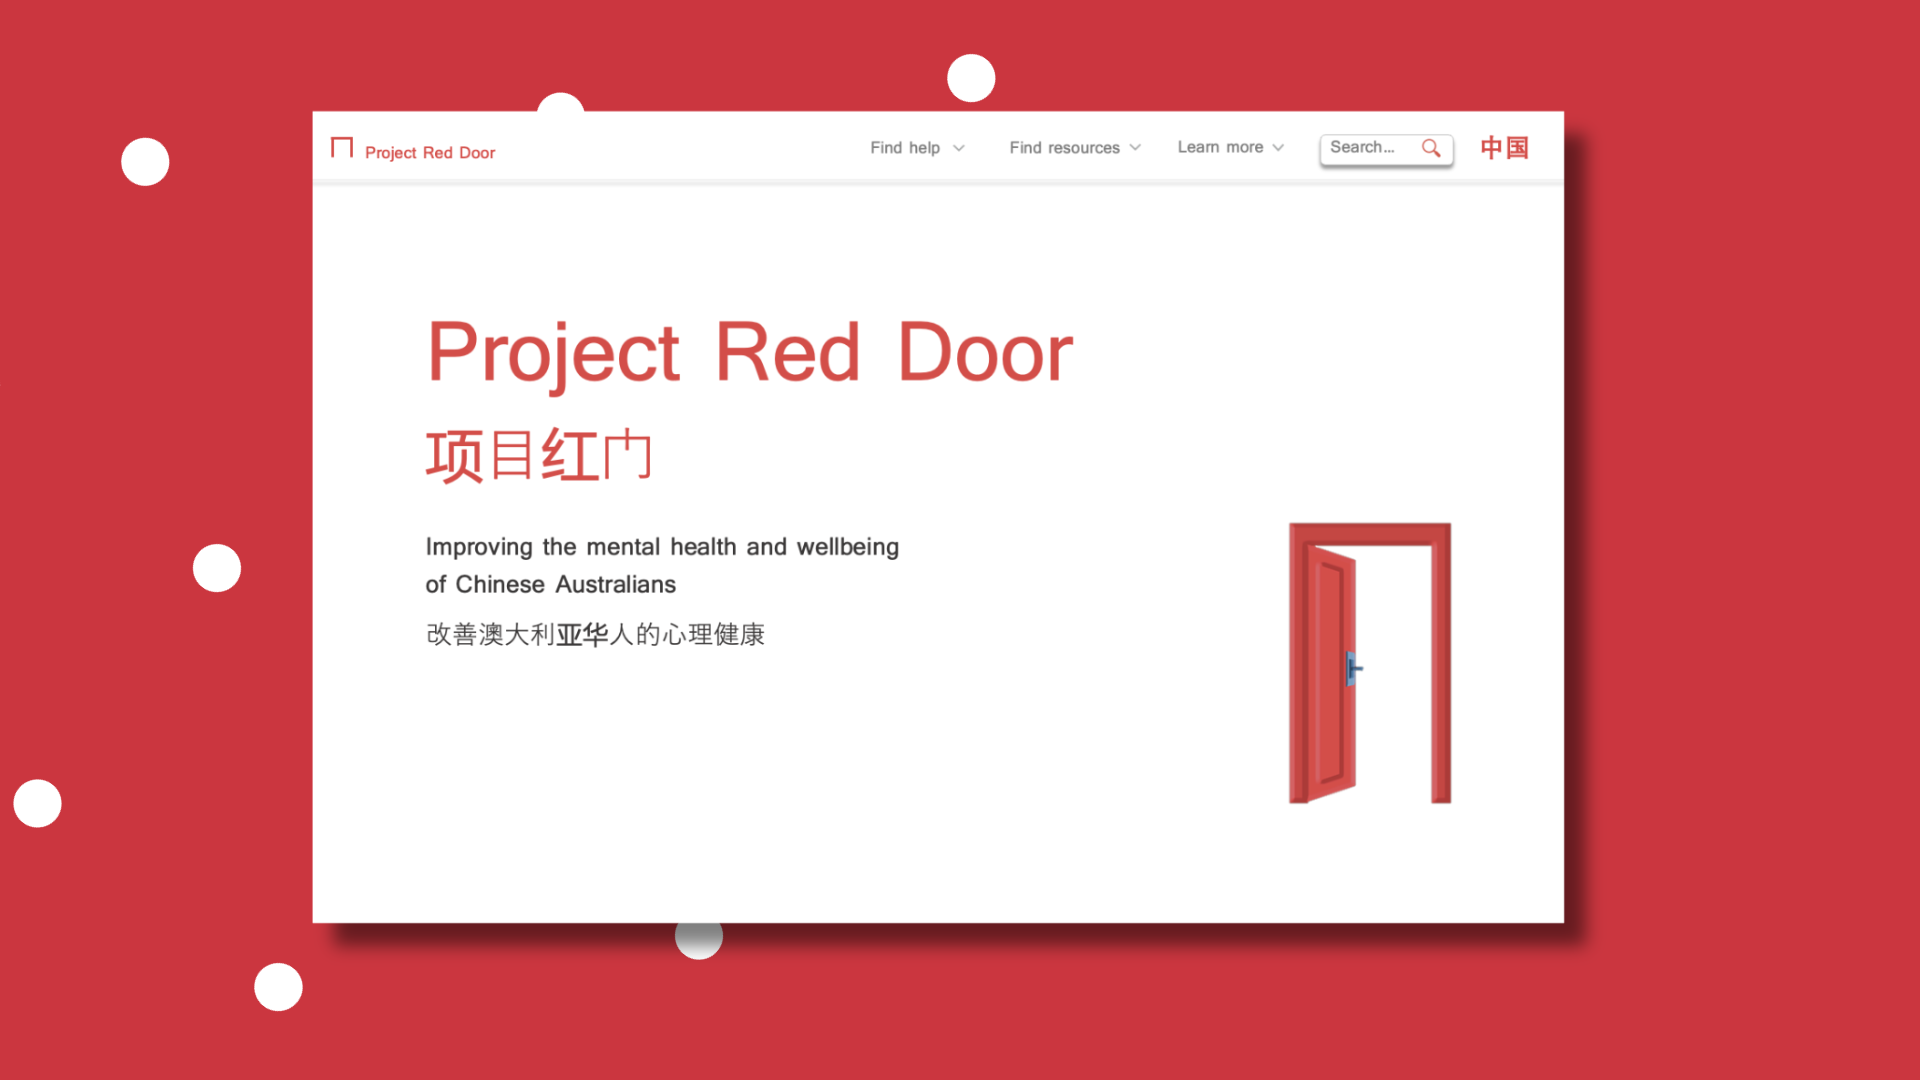 Project Red Door
Find help
Find resources
Learn more
Search...
中国
Project Red Door
项目红门
Improving the mental health and wellbeing
of Chinese Australians
改善澳大利亚华人的心理健康